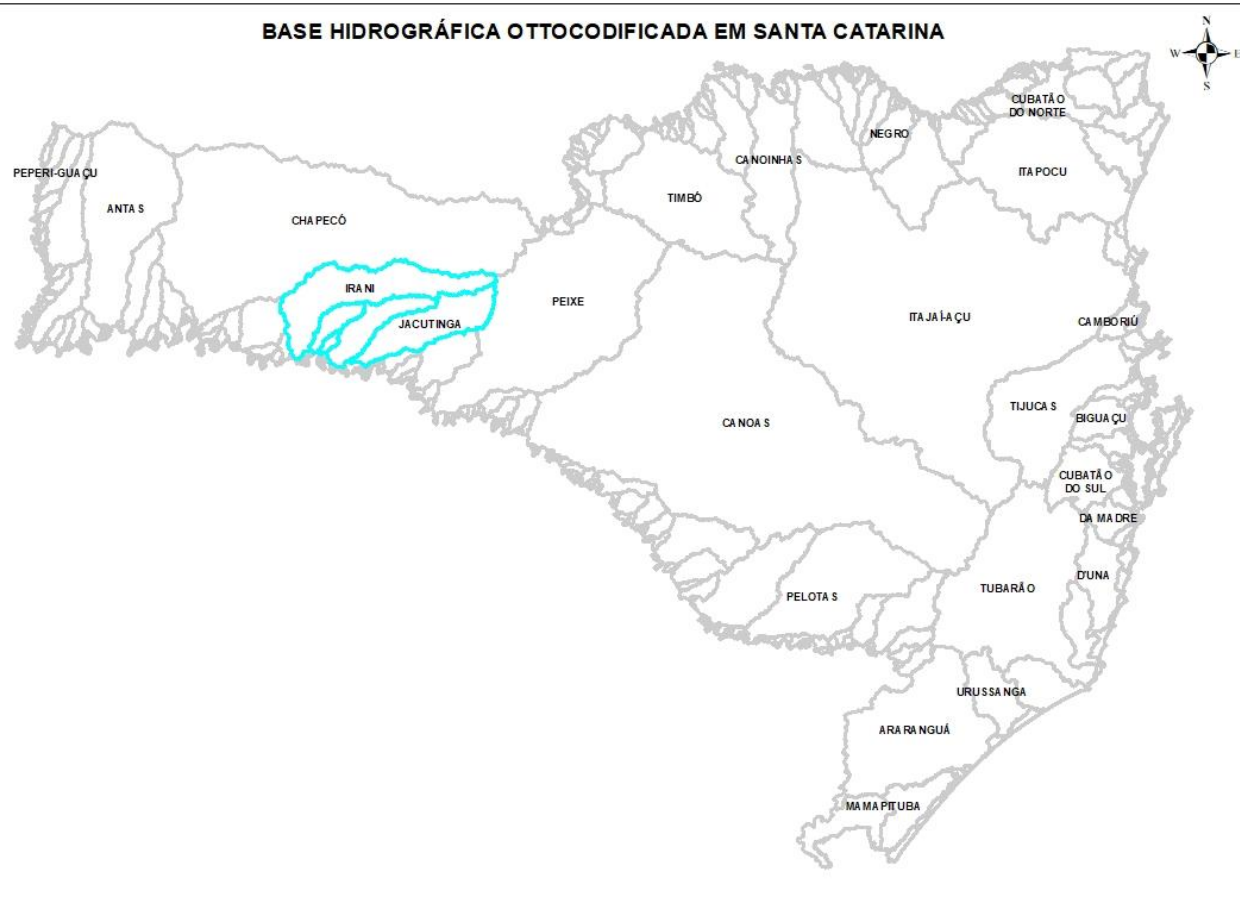 BASE HIDROGRÁFICA OTTOCODIFICADA EM SANTA CATARINA
N
W
E
S
CUBATÃO
DO NORTE
NEGRO
CANOINHAS
PEPERI-GUAÇU
ITAPOCU
TIMBÓ
ANTAS
CHAPECÓ
IRANI
PEIXE
ITAJAÍ-AÇU
JACUTINGA
CAMBORIÚ
TIJUCAS
BIGUAÇU
CANOAS
CUBATÃO
DO SUL
DA MADRE
D'UNA
TUBARÃO
PELOTAS
URUSSANGA
ARARANGUÁ
MAMAPITUBA